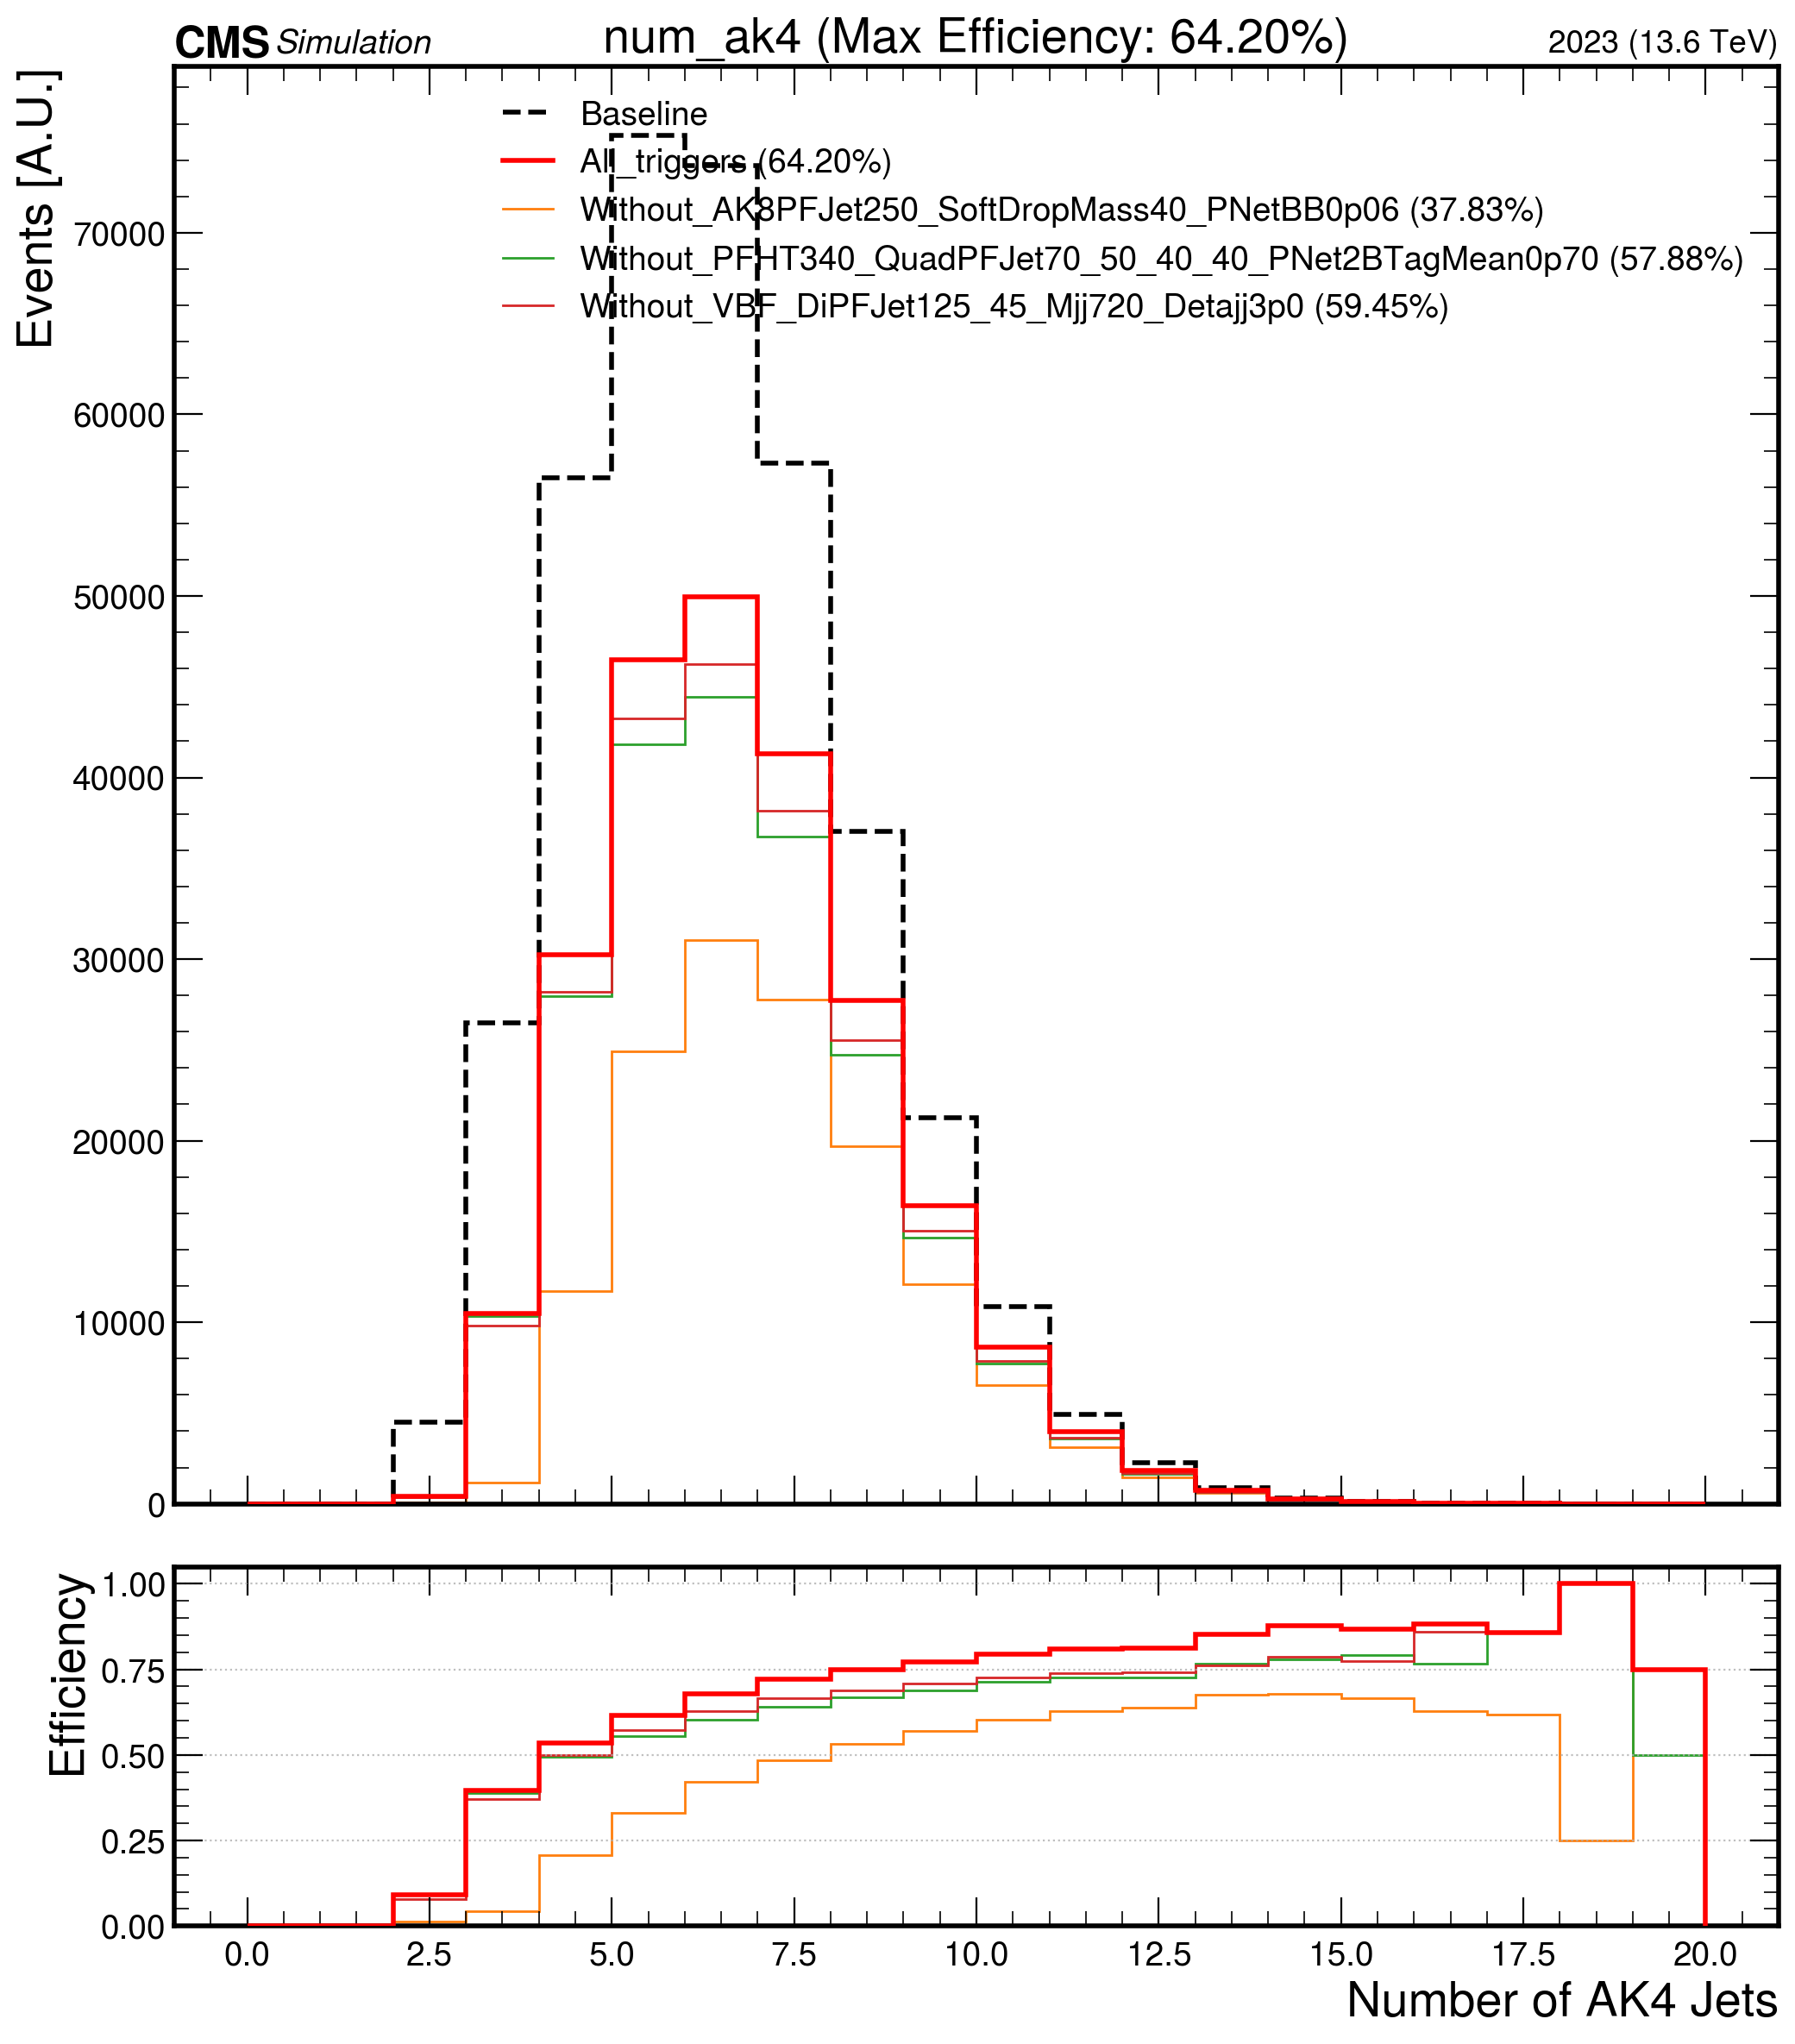 CMS Simulation num_ak4 (Max Efficiency: 64.20%) 2023 (13.6 TeV)
Events [A.U.]
Baseline
All_triggers (64.20%)
Without_AK8PFJet250_SoftDropMass40_PNetBB0p06 (37.83%)
Without_PFHT340_QuadPFJet70_50_40_40_PNet2BTagMean0p70 (57.88%)
Without_VBF_DiPFJet125_45_Mjj720_Detajj3p0 (59.45%)
70000
60000
50000
40000
30000
20000
10000
0
Efficiency
1.00
0.75
0.50
0.25
0.00
0.0 2.5 5.0 7.5 10.0 12.5 15.0 17.5 20.0
Number of AK4 Jets